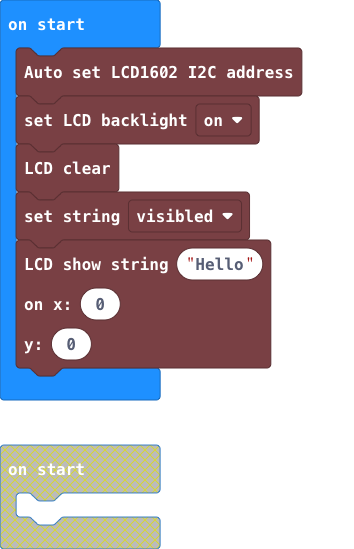 on start
Auto set LCD1602 I2C address
set LCD backlight on
LCD clear
set string visibled
LCD show string "Hello"
on x: 0
y: 0
on start